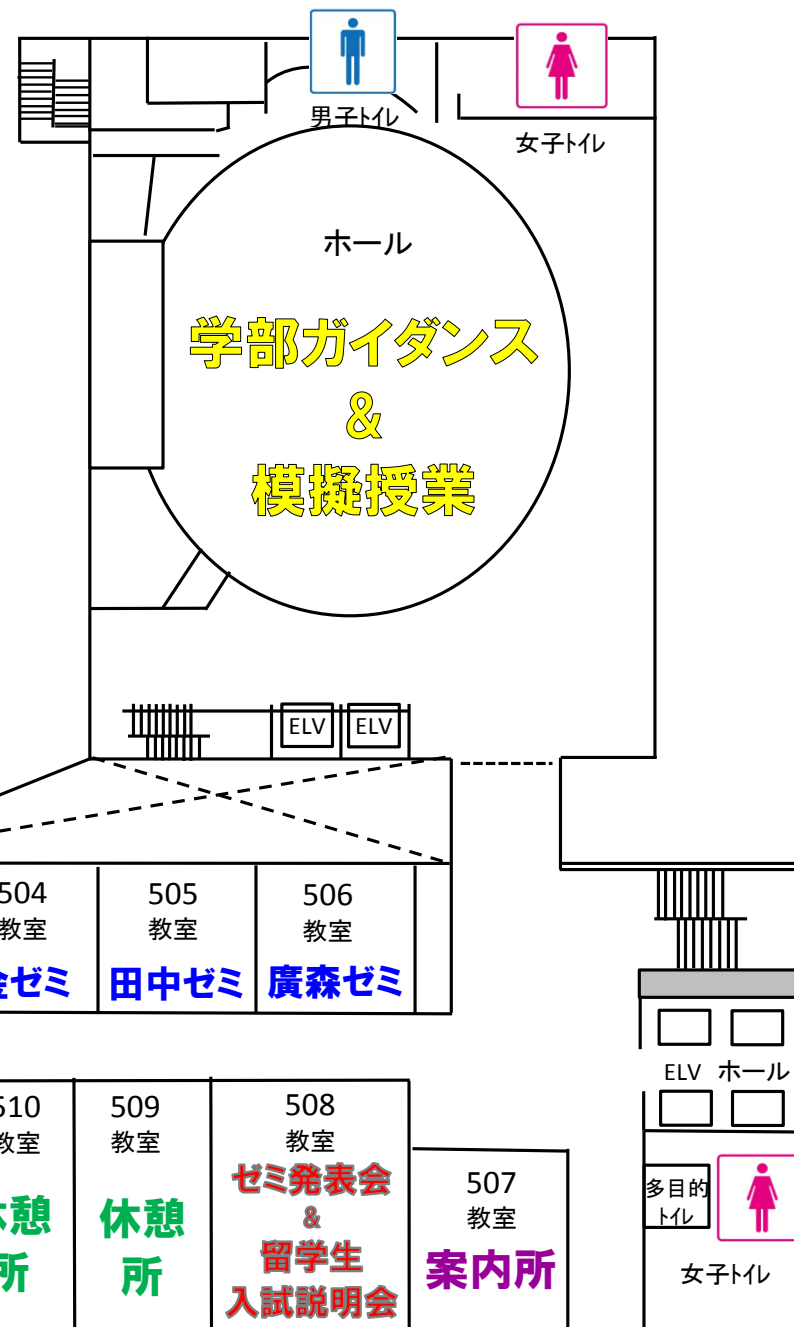 男子トイレ
女子トイレ
ホール
学部ガイダンス
&
模擬授業
ELV ELV
504
教室
ゼミ
505
教室
田中ゼミ
506
教室
廣森ゼミ
ELV ホール
510
教室
憩
所
509
教室
休憩
所
508
教室
ゼミ発表会
&
留学生
入試説明会
507
教室
案内所
多目的
トイレ
女子トイレ